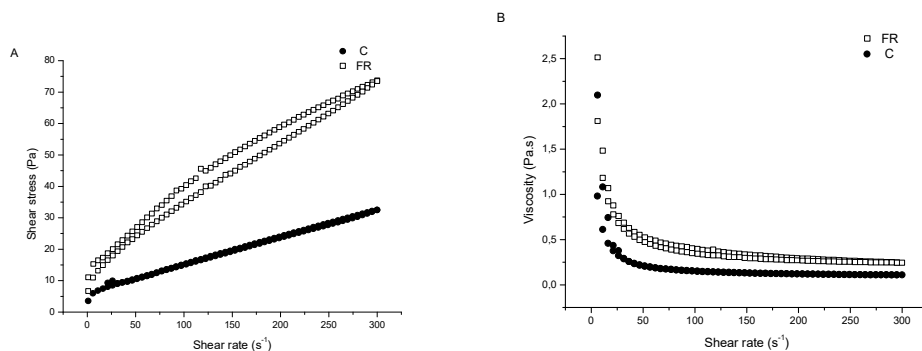 A
C
FR
80
70
60
50
40
30
20
10
0
Shear stress (Pa)
0 50 100 150 200 250 300
Shear rate (s⁻¹)
B
FR
C
2,5
2,0
1,5
1,0
0,5
0,0
Viscosity (Pa.s)
0 50 100 150 200 250 300
Shear rate (s⁻¹)